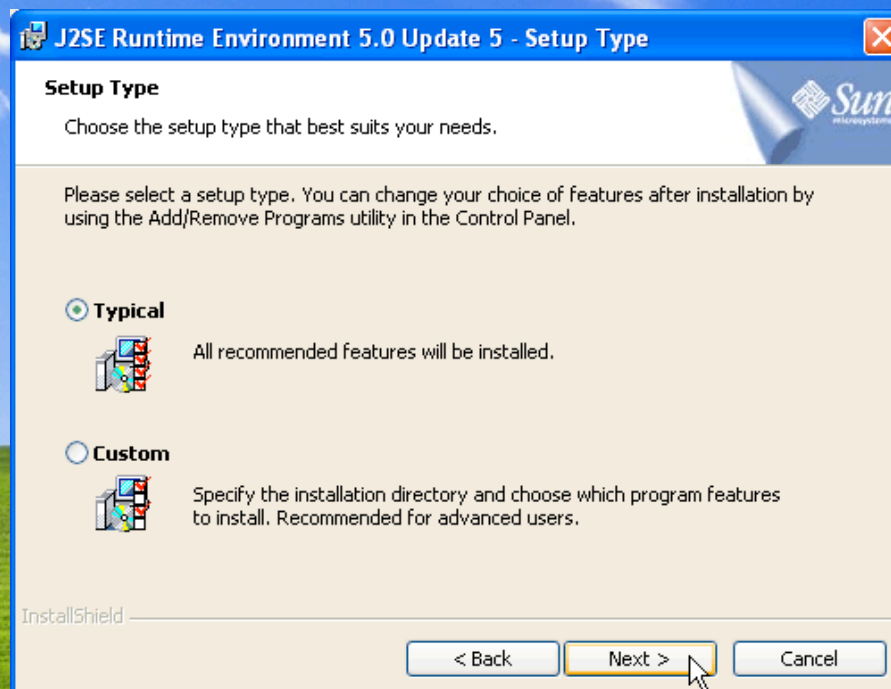 J2SE Runtime Environment 5.0 Update 5 - Setup Type
Setup Type
Choose the setup type that best suits your needs.
Sun
microsystems
Please select a setup type. You can change your choice of features after installation by
using the Add/Remove Programs utility in the Control Panel.
Typical
All recommended features will be installed.
Custom
Specify the installation directory and choose which program features
to install. Recommended for advanced users.
InstallShield
< Back
Next >
Cancel